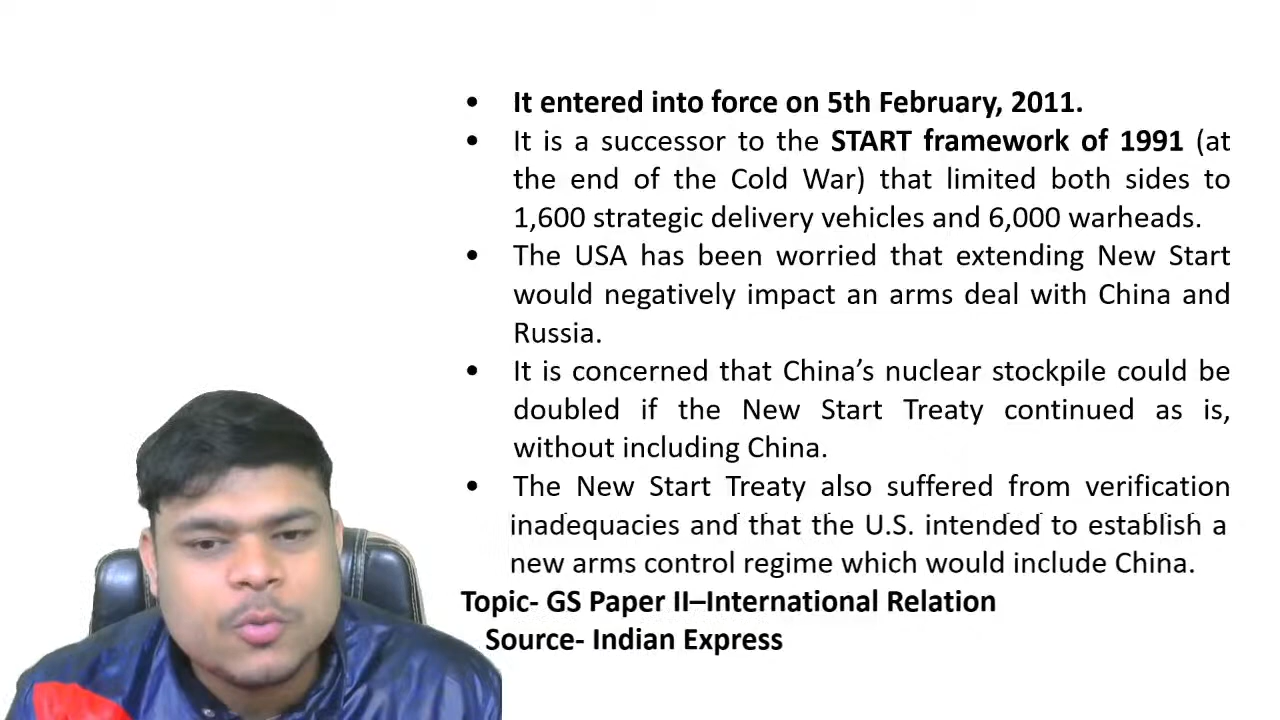 • It entered into force on 5th February, 2011.
• It is a successor to the START framework of 1991 (at
the end of the Cold War) that limited both sides to
1,600 strategic delivery vehicles and 6,000 warheads.
• The USA has been worried that extending New Start
would negatively impact an arms deal with China and
Russia.
• It is concerned that China's nuclear stockpile could be
doubled if the New Start Treaty continued as is,
without including China.
• The New Start Treaty also suffered from verification
inadequacies and that the U.S. intended to establish a
new arms control regime which would include China.
Topic- GS Paper II–International Relation
Source- Indian Express